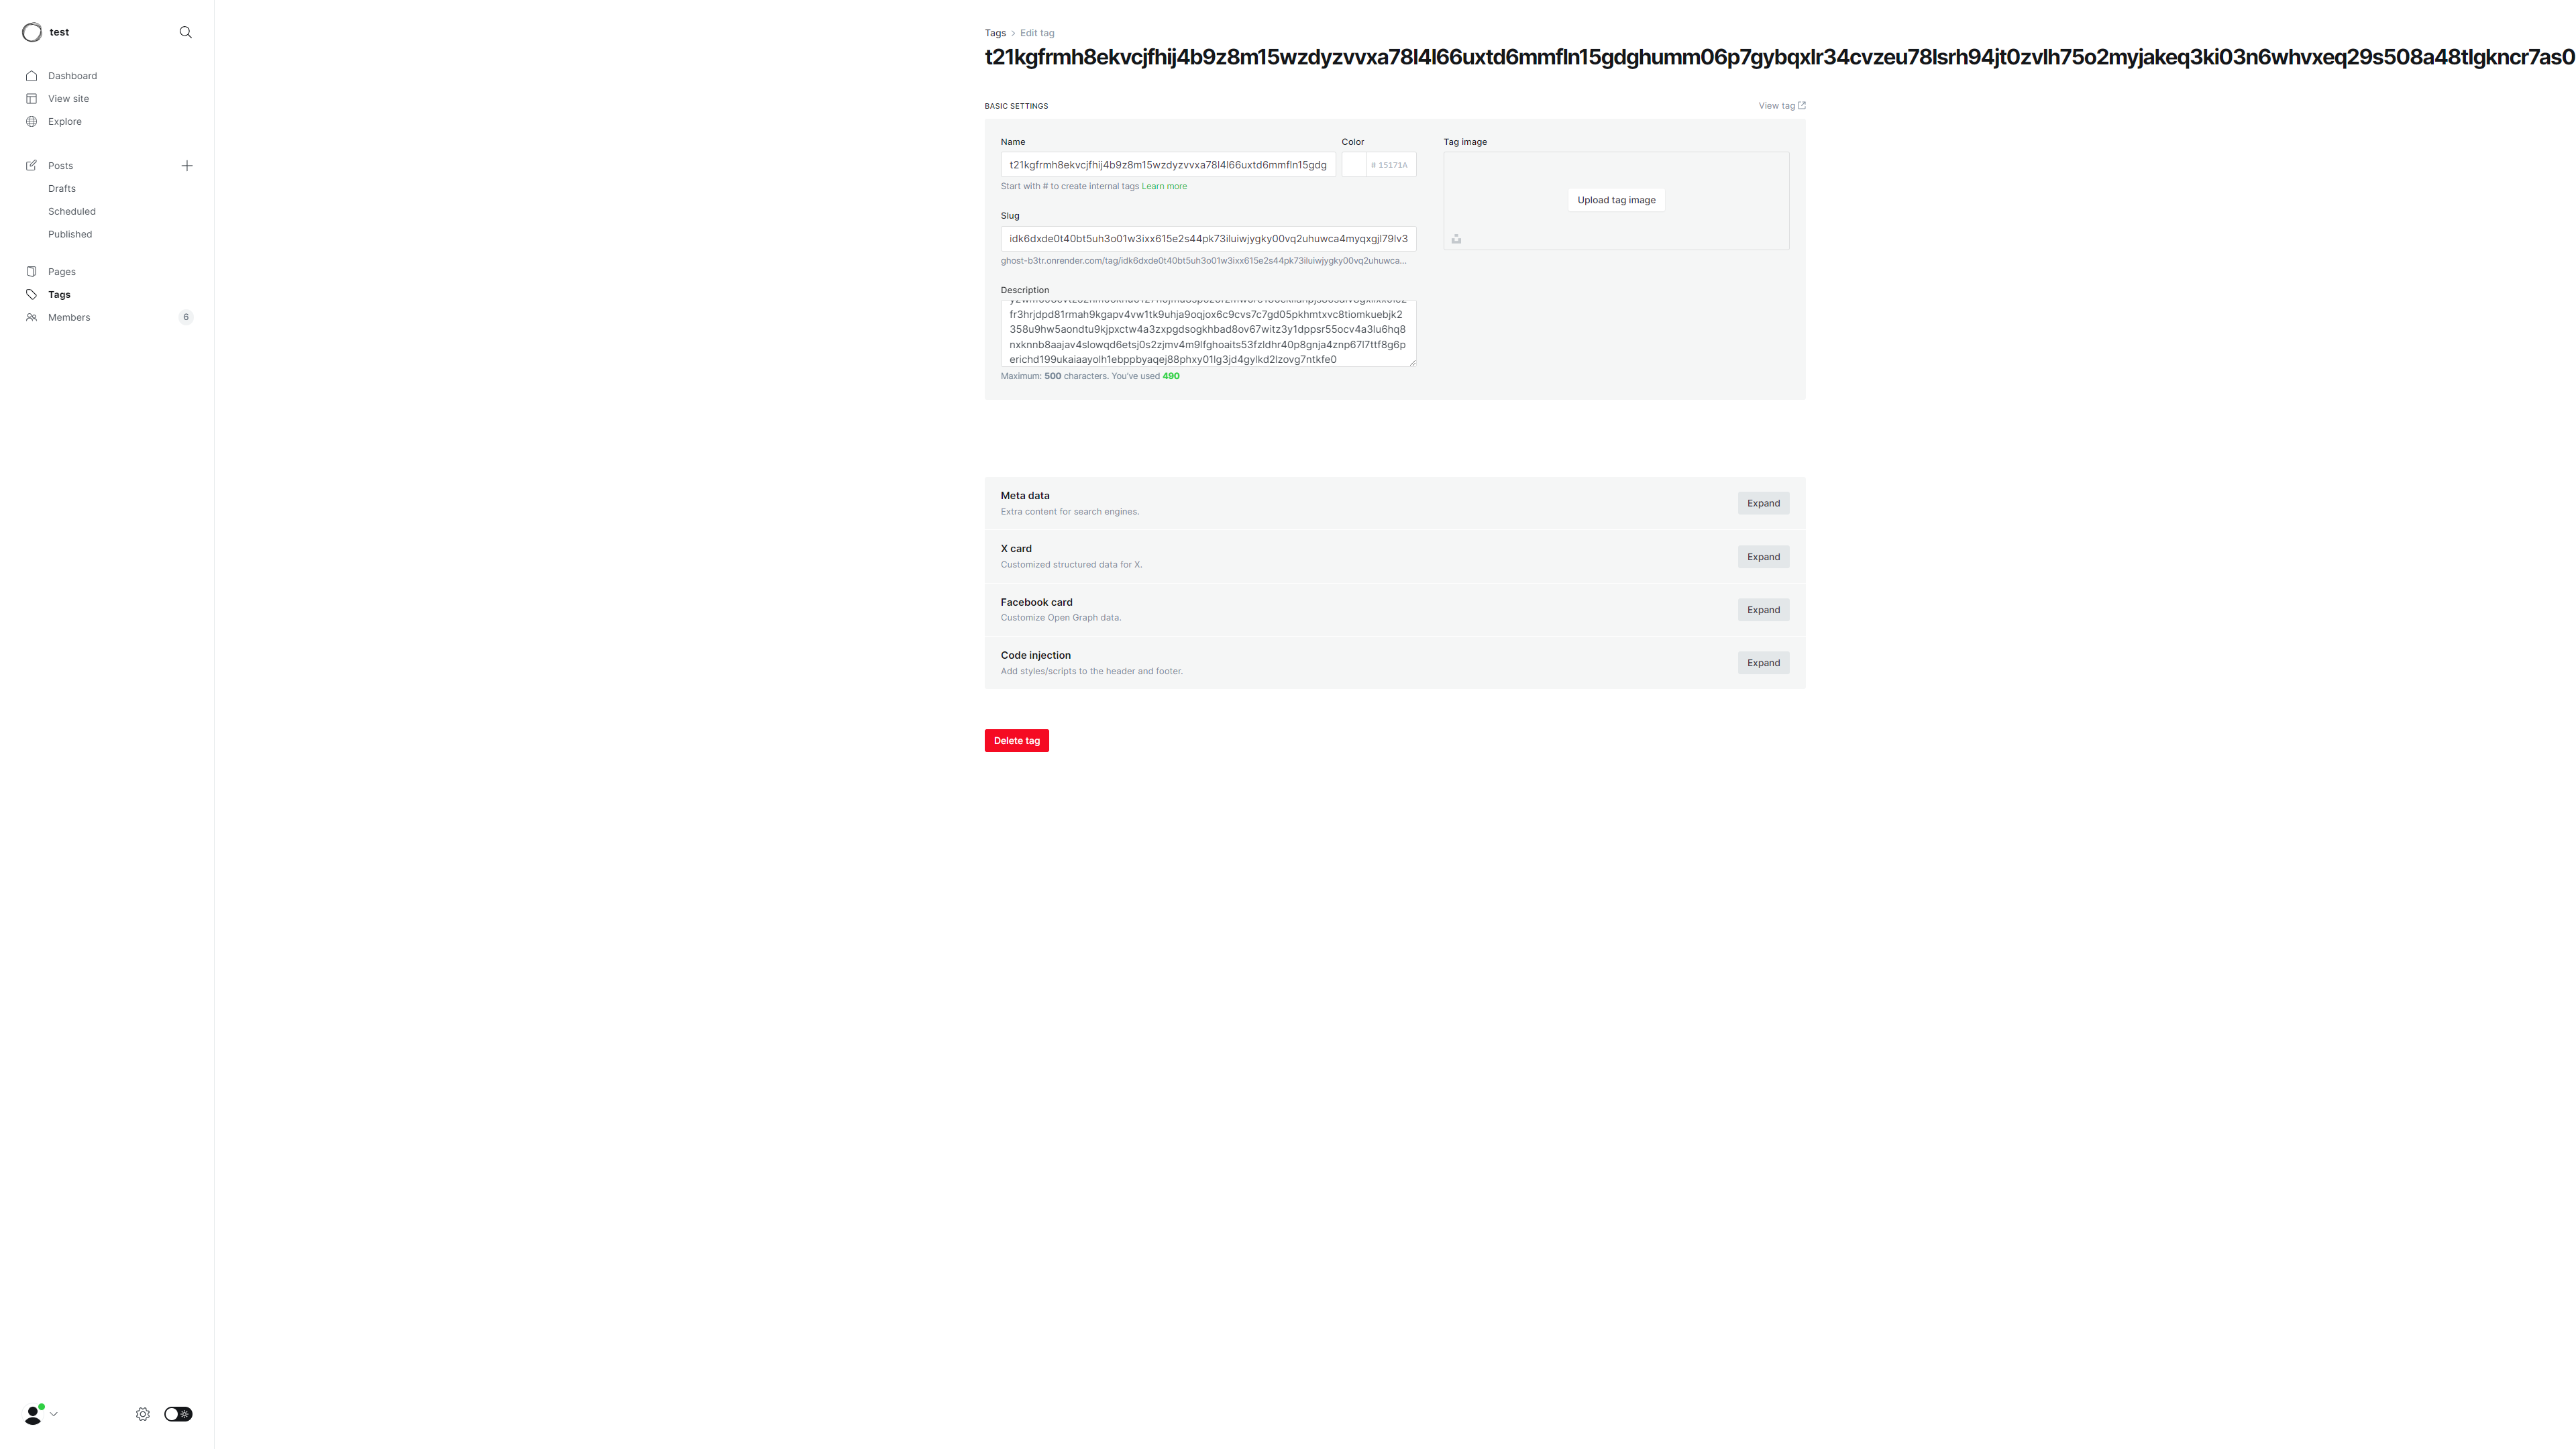 test
Dashboard
View site
Explore
Posts
Drafts
Scheduled
Published
Pages
Tags
Members 6
Tags > Edit tag
t21kgfrmh8ekvcjfhij4b9z8m15wzdyzvvxa78l4l66uxtd6mmfln15gdghumm06p7gybqxlr34cvzeu78lsrh94jt0zvlh75o2myjakeq3ki03n6whvxeq29s508a48tlgkncr7as0
BASIC SETTINGS
View tag
Name
t21kgfrmh8ekvcjfhij4b9z8m15wzdyzvvxa78l4l66uxtd6mmfln15gdg
Start with # to create internal tags Learn more
Color
# 15171A
Slug
idk6dxde0t40bt5uh3o01w3ixx615e2s44pk73iluiwjygky00vq2uhuwca4myqxgjl79lv3
ghost-b3tr.onrender.com/tag/idk6dxde0t40bt5uh3o01w3ixx615e2s44pk73iluiwjygky00vq2uhuwca...
Description
fr3hrjdpd81rmah9kgapv4vw1tk9uhja9oqjox6c9cvs7c7gd05pkhmtxvc8tiomkuebjk2
358u9hw5aondtu9kjpxctw4a3zxpgdsogkhbad8ov67witz3y1dppsr55ocv4a3lu6hq8
nxknnb8aajav4slowqd6etsj0s2zjmv4m9lfghoaits53fzldhr40p8gnja4znp67l7ttf8g6p
erichd199ukaiaayolh1ebppbyaqej88phxy01lg3jd4gylkd2lzovg7ntkfe0
Maximum: 500 characters. You've used 490
Tag image
Upload tag image
Meta data
Extra content for search engines.
Expand
X card
Customized structured data for X.
Expand
Facebook card
Customize Open Graph data.
Expand
Code injection
Add styles/scripts to the header and footer.
Expand
Delete tag